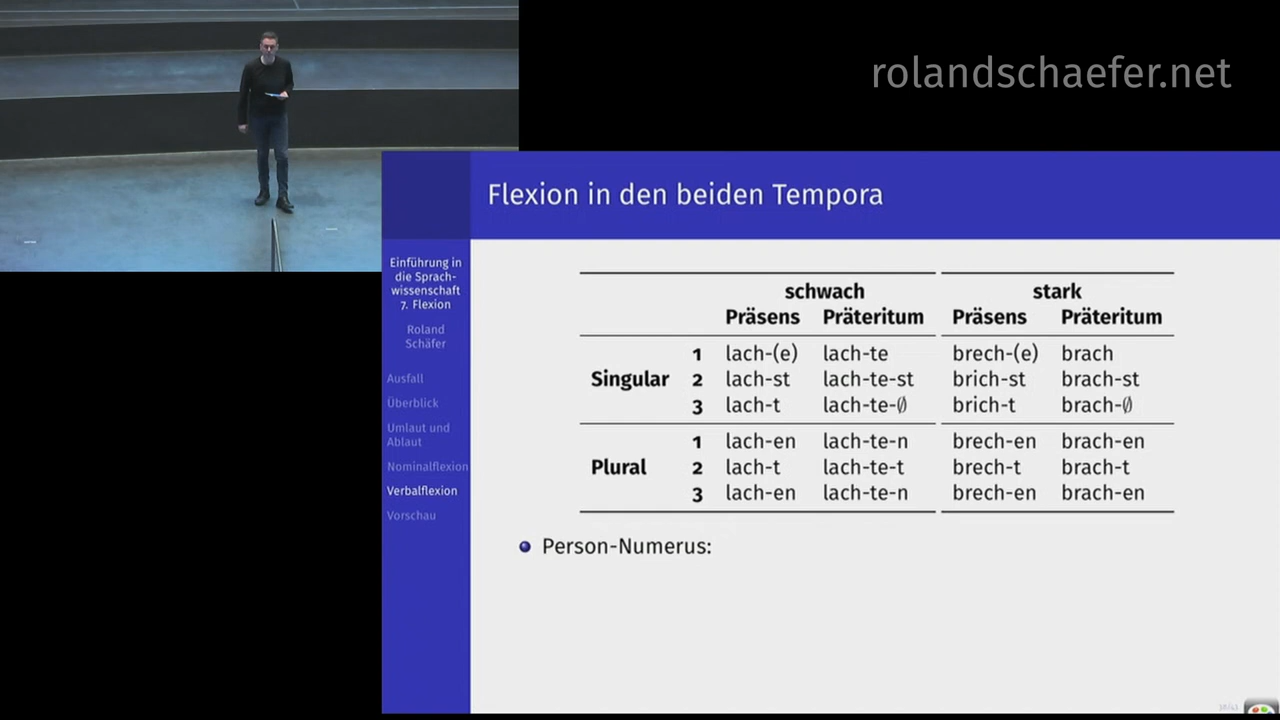 rolandschaefer.net
Flexion in den beiden Tempora
Einführung in
die Sprach-
wissenschaft
7. Flexion
Roland
Schäfer
Ausfall
Überblick
Umlaut und
Ablaut
Nominalflexion
Verbalflexion
Vorschau
schwach stark
Präsens Präteritum Präsens Präteritum
1 lach-(e) lach-te brech-(e) brach
Singular 2 lach-st lach-te-st brich-st brach-st
3 lach-t lach-te-∅ brich-t brach-∅
1 lach-en lach-te-n brech-en brach-en
Plural 2 lach-t lach-te-t brech-t brach-t
3 lach-en lach-te-n brech-en brach-en
Person-Numerus: